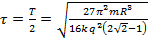 τ = T/2 = √(27π²mR³ / 16kq²(2√2−1))